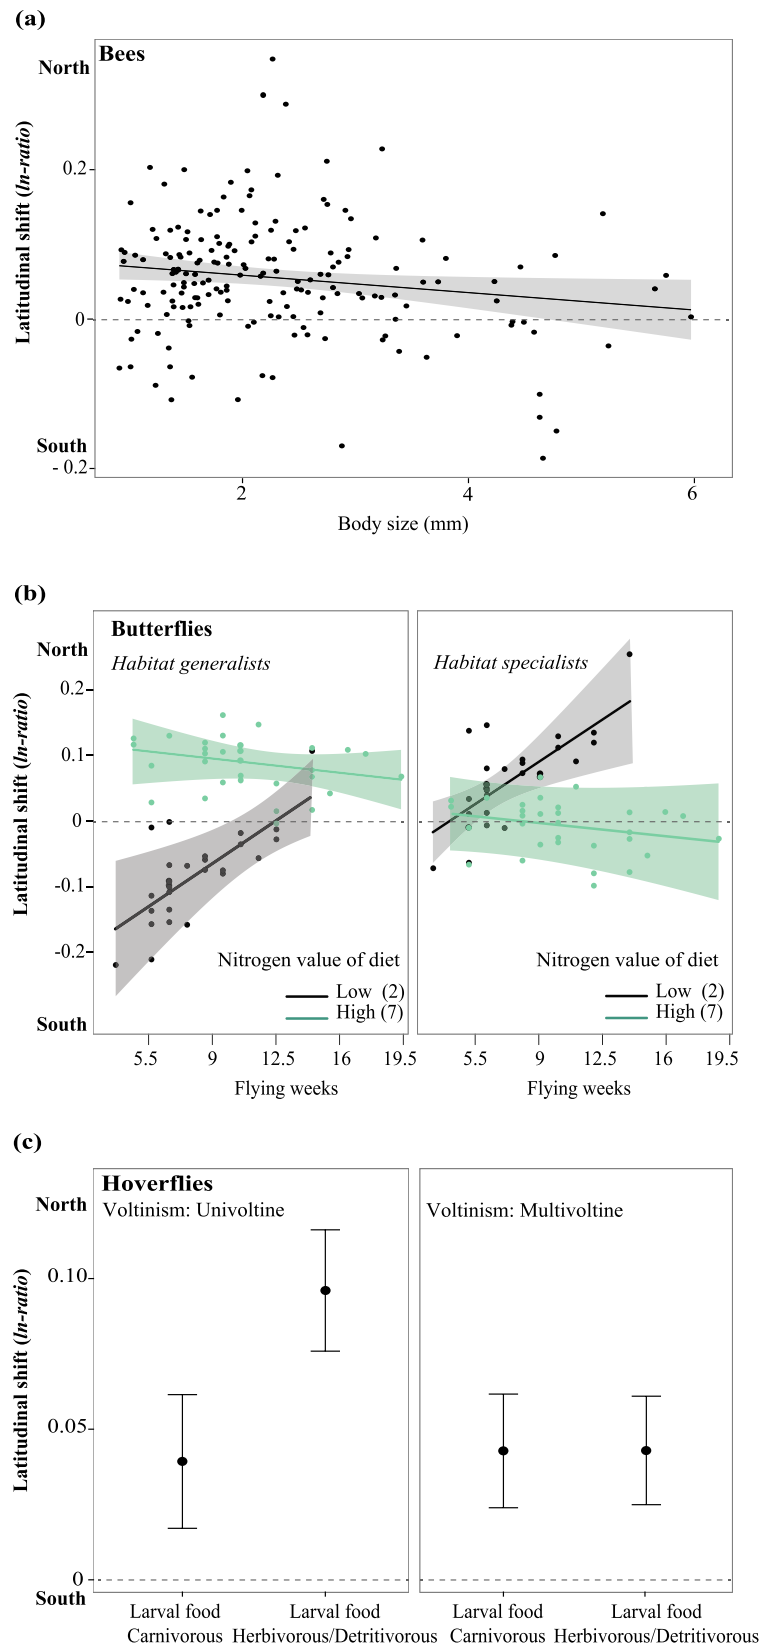 (a)
Bees
North
0.2
0
South
- 0.2
Latitudinal shift (ln-ratio)
2
4
6
Body size (mm)
(b)
Butterflies
North
Habitat generalists
Habitat specialists
0.2
0.1
0
-0.1
-0.2
South
Latitudinal shift (ln-ratio)
Nitrogen value of diet
Low (2)
High (7)
Nitrogen value of diet
Low (2)
High (7)
5.5 9 12.5 16 19.5
5.5 9 12.5 16 19.5
Flying weeks
Flying weeks
(c)
Hoverflies
North
Voltinism: Univoltine
Voltinism: Multivoltine
0.10
0.05
0
South
Latitudinal shift (ln-ratio)
Larval food
Carnivorous
Larval food
Herbivorous/Detritivorous
Larval food
Carnivorous
Larval food
Herbivorous/Detritivorous